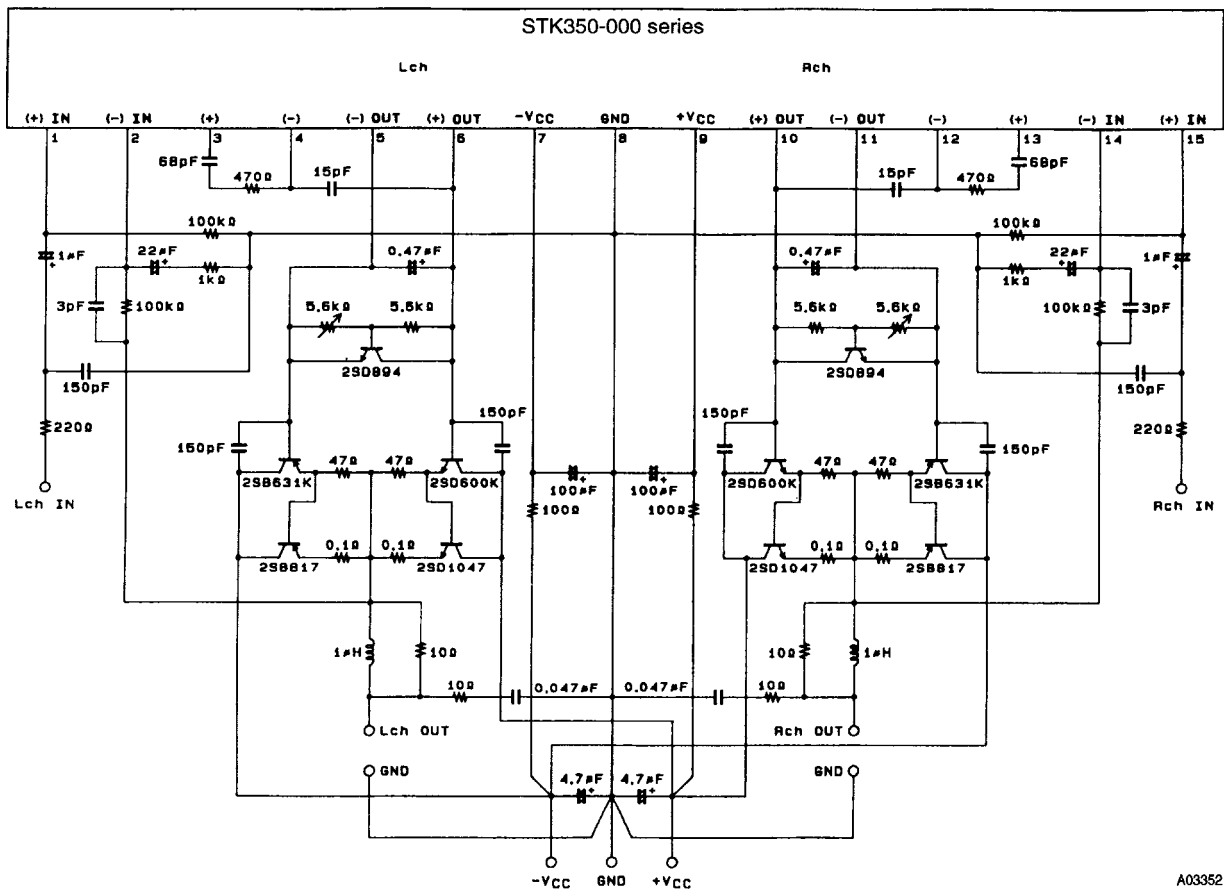 STK350-000 series
Lch Rch
(+) IN (-) IN (+) (-) (-) OUT (+) OUT -VCC GND +VCC (+) OUT (-) OUT (-) (+) (-) IN (+) IN
1 2 3 4 5 6 7 8 9 10 11 12 13 14 15
68pF 68pF
15pF 15pF
470Ω 470Ω
100kΩ 100kΩ
1µF 22µF 0.47µF 0.47µF 22µF 1µF
1kΩ 1kΩ
3pF 100kΩ 5.6kΩ 5.6kΩ 5.6kΩ 5.6kΩ 100kΩ 3pF
2SD894 2SD894
150pF 150pF
150pF 150pF
220Ω 150pF 47Ω 47Ω 47Ω 47Ω 150pF 220Ω
2SB631K 2SD600K 100µF 100µF 2SD600K 2SB631K
Lch IN 100Ω 100Ω Rch IN
0.1Ω 0.1Ω 0.1Ω 0.1Ω
2SB817 2SD1047 2SD1047 2SB817
1µH 10Ω 10Ω 1µH
10Ω 0.047µF 0.047µF 10Ω
Lch OUT Rch OUT
GND 4.7µF 4.7µF GND
-VCC GND +VCC
A03352